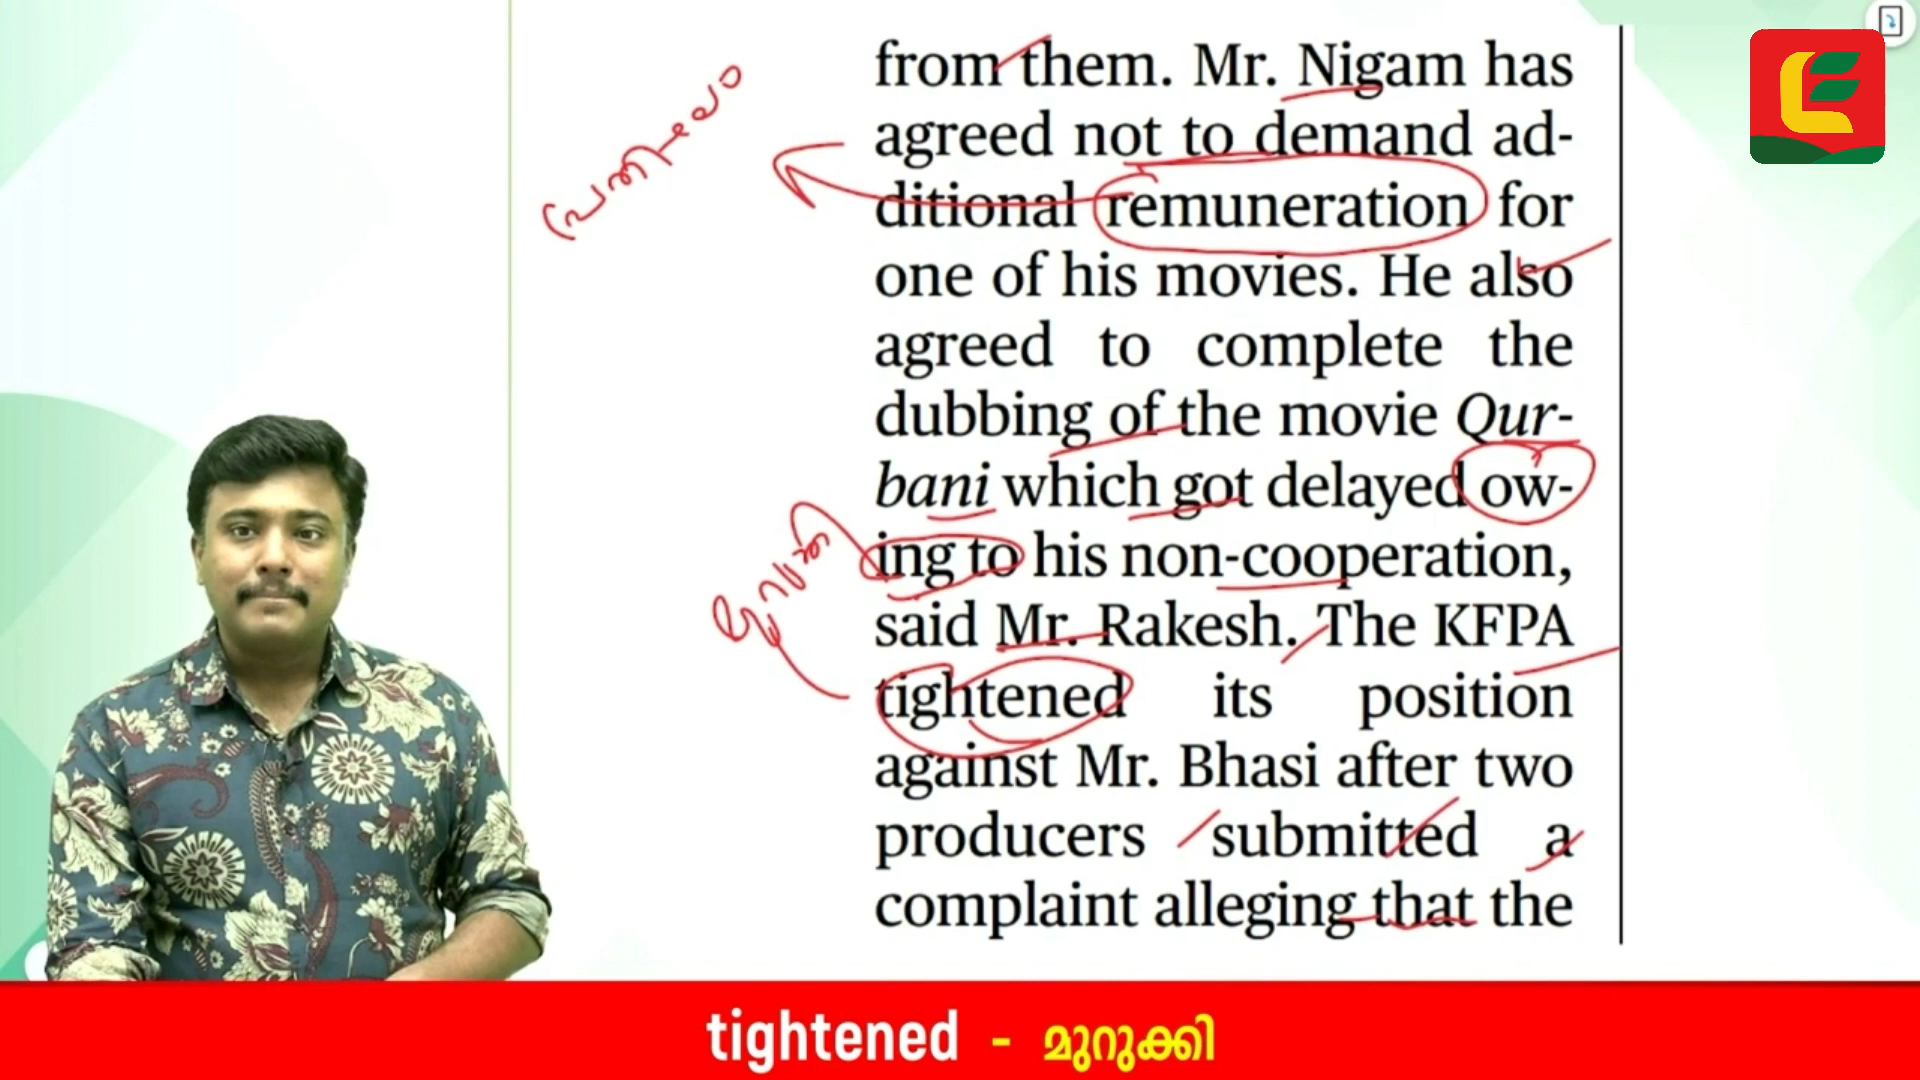 from them. Mr. Nigam has
agreed not to demand ad-
ditional remuneration for
one of his movies. He also
agreed to complete the
dubbing of the movie Qur-
bani which got delayed ow-
ing to his non-cooperation,
said Mr. Rakesh. The KFPA
tightened its position
against Mr. Bhasi after two
producers submitted a
complaint alleging that the
പ്രതിഫലം
tightened - മുറുക്കി